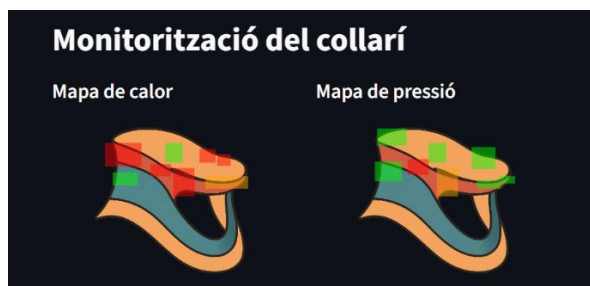 Monitorització del collarí
Mapa de calor
Mapa de pressió